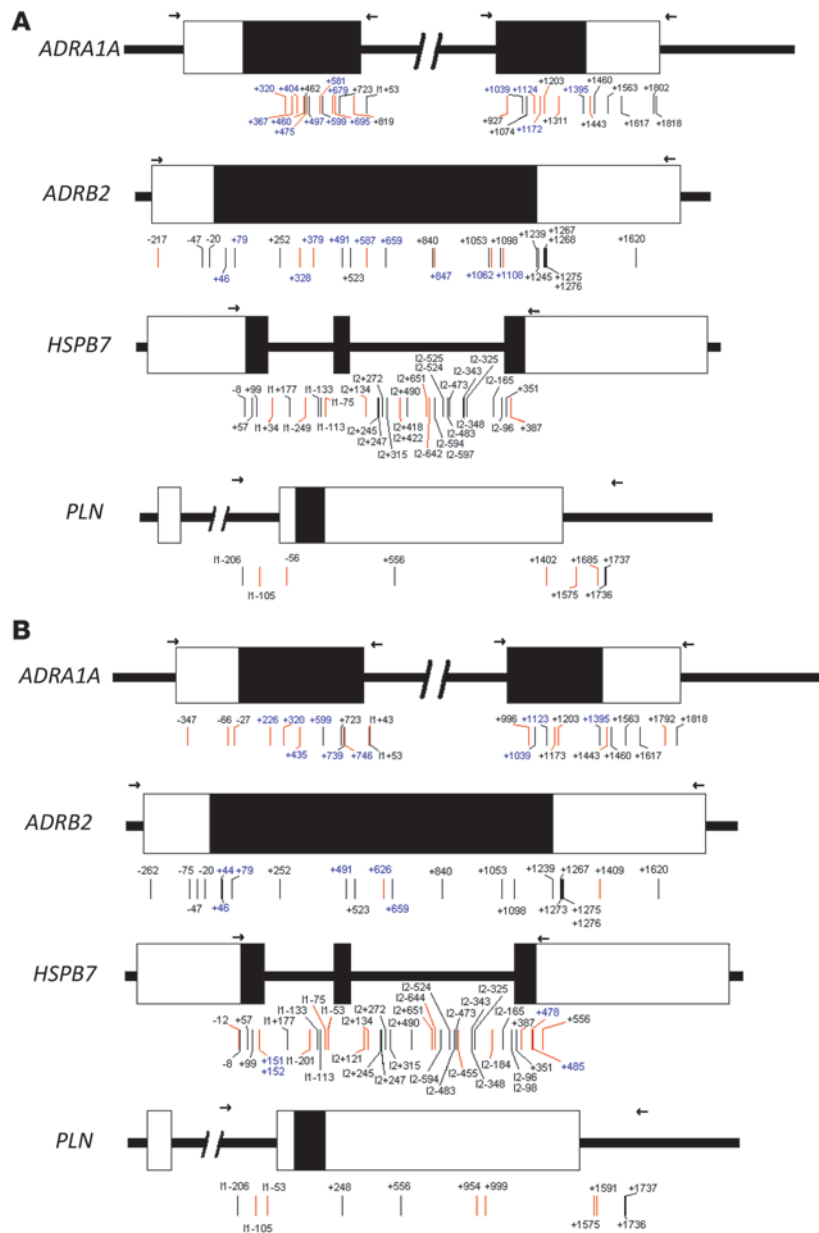 A
ADRA1A
+581
+320 +404 +462 +679 +723 I1+53
+367 +460 +497 +599 +695 +819
+475
+1203 +1460
+1039 +1124 +1395 +1563 +1802
+927 +1311 +1443 +1617 +1818
+1074 +1172
ADRB2
+1267
-217 -47 -20 +79 +252 +379 +491 +587 +659 +840 +1053 +1098 +1239 +1268 +1620
+46 +328 +523 +847 +1062 +1108 +1245 +1275
+1276
HSPB7
I2-525 I2-325
I2-524 I2-343
I2+272 I2+651 I2-473
-8 +99 I1+177 I1-133 I2+134 I2+490 I2-165 +351
I1-75
+57 I1+34 I1-249 I1-113 I2+245 I2+418 I2-483 I2-348 I2-96 +387
I2+247 I2+422 I2-594
I2+315 I2-642 I2-597
PLN
I1-206 -56 +556 +1402 +1685 +1737
I1-105 +1575 +1736
B
ADRA1A
-347 -66 -27 +226 +320 +599 +723 I1+43
+435 +739 +746 I1+53
+996 +1123 +1203 +1395 +1563 +1792 +1818
+1039 +1173 +1443 +1460 +1617
ADRB2
-262 -75 -20 +44 +79 +252 +491 +626 +840 +1053 +1239 +1267 +1409 +1620
-47 +46 +523 +659 +1098 +1273 +1275
+1276
HSPB7
I2-524 I2-325
I1-75 I2-644 I2-343
I1-133 I1-53 I2+272 I2+651 I2-473 I2-165 +478
-12 +57 I1+177 I2+134 I2+490 +387 +556
-8 +99 +151 I1-201 I2+121 I2+315 I2-455 I2-184 +351 +485
+152 I1-113 I2+245 I2-594 I2-348 I2-96
I2+247 I2-483 I2-98
PLN
I1-206 I1-53 +248 +556 +954 +999 +1591 +1737
I1-105 +1575 +1736